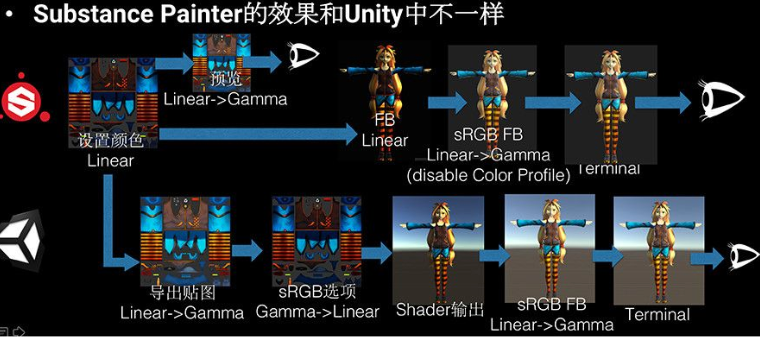 • Substance Painter的效果和Unity中不一样
预览
Linear->Gamma
设置颜色
Linear
FB
Linear
sRGB FB
Linear->Gamma
(disable Color Profile)
Terminal
导出贴图
Linear->Gamma
sRGB选项
Gamma->Linear
Shader输出
sRGB FB
Linear->Gamma
Terminal